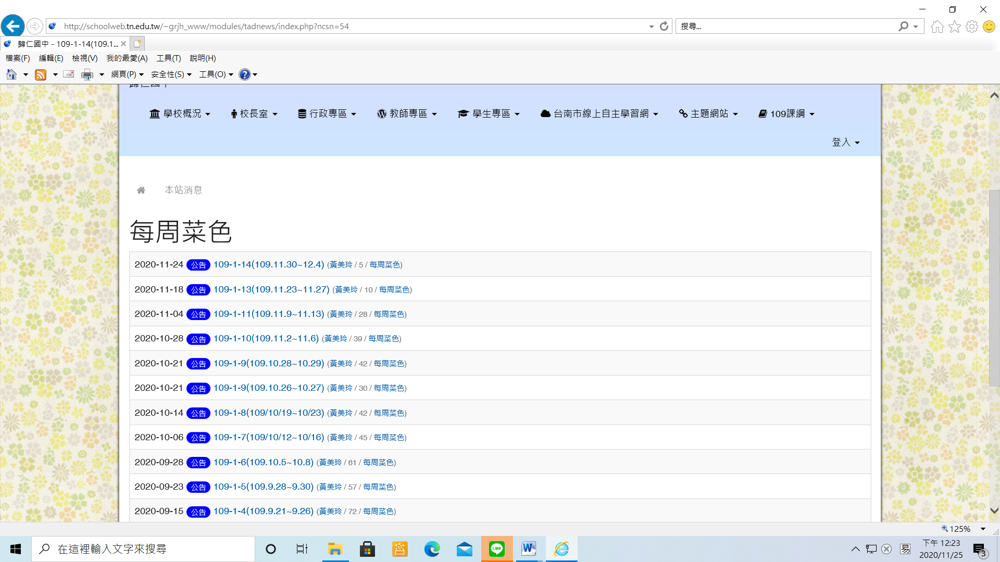 http://schoolweb.tn.edu.tw/~grjh_www/modules/tadnews/index.php?ncsn=54
搜尋...
歸仁國中 - 109-1-14(109.1...
檔案(F) 編輯(E) 檢視(V) 我的最愛(A) 工具(T) 說明(H)
網頁(P) 安全性(S) 工具(O)
歸仁國中
學校概況 校長室 行政專區 教師專區 學生專區 台南市線上自主學習網 主題網站 109課綱
登入
本站消息
每周菜色
2020-11-24 公告 109-1-14(109.11.30~12.4) (黃美玲 / 5 / 每周菜色)
2020-11-18 公告 109-1-13(109.11.23~11.27) (黃美玲 / 10 / 每周菜色)
2020-11-04 公告 109-1-11(109.11.9~11.13) (黃美玲 / 28 / 每周菜色)
2020-10-28 公告 109-1-10(109.11.2~11.6) (黃美玲 / 39 / 每周菜色)
2020-10-21 公告 109-1-9(109.10.28~10.29) (黃美玲 / 42 / 每周菜色)
2020-10-21 公告 109-1-9(109.10.26~10.27) (黃美玲 / 30 / 每周菜色)
2020-10-14 公告 109-1-8(109/10/19~10/23) (黃美玲 / 42 / 每周菜色)
2020-10-06 公告 109-1-7(109/10/12~10/16) (黃美玲 / 45 / 每周菜色)
2020-09-28 公告 109-1-6(109.10.5~10.8) (黃美玲 / 61 / 每周菜色)
2020-09-23 公告 109-1-5(109.9.28~9.30) (黃美玲 / 57 / 每周菜色)
2020-09-15 公告 109-1-4(109.9.21~9.26) (黃美玲 / 72 / 每周菜色)
125%
在這裡輸入文字來搜尋
LINE
易
下午 12:23
2020/11/25
3